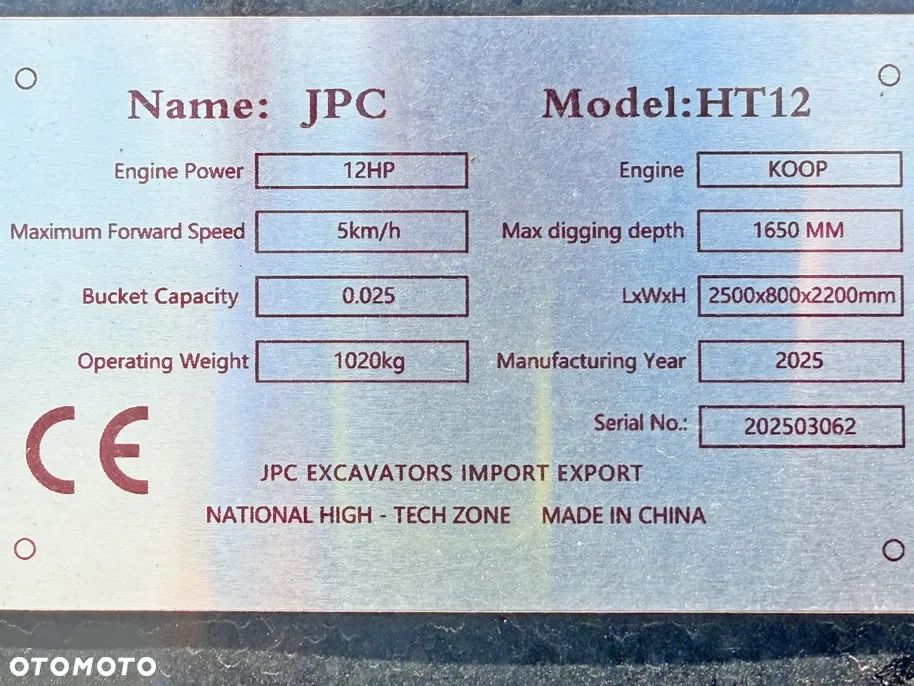 Name: JPC Model:HT12
Engine Power 12HP Engine KOOP
Maximum Forward Speed 5km/h Max digging depth 1650 MM
Bucket Capacity 0.025 LxWxH 2500x800x2200mm
Operating Weight 1020kg Manufacturing Year 2025
Serial No.: 202503062
CE
JPC EXCAVATORS IMPORT EXPORT
NATIONAL HIGH - TECH ZONE MADE IN CHINA
OTOMOTO